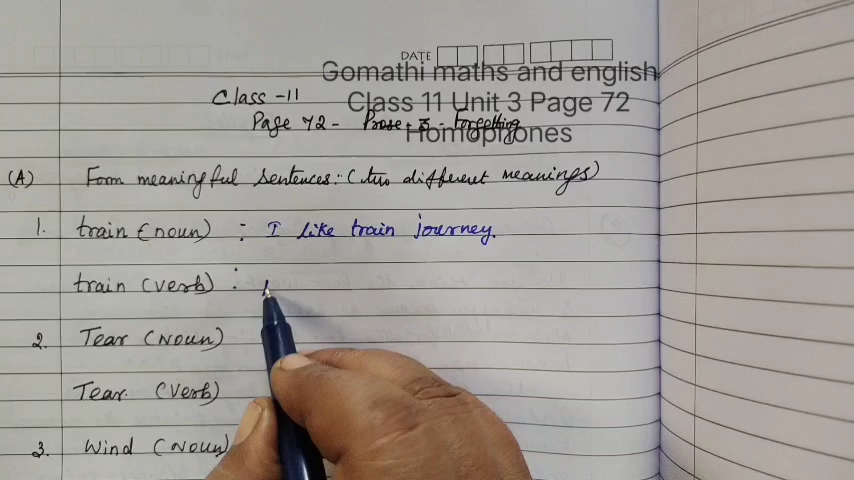 DATE
Gomathi maths and english
Class -11
Class 11 Unit 3 Page 72
Page 72 - Prose - 3 - Forgetting
Homophones
(A) Form meaningful sentences: (two different meanings)
1. train (noun) : I like train journey.
train (verb) :
2. Tear (Noun)
Tear (Verb)
3. Wind (Noun)